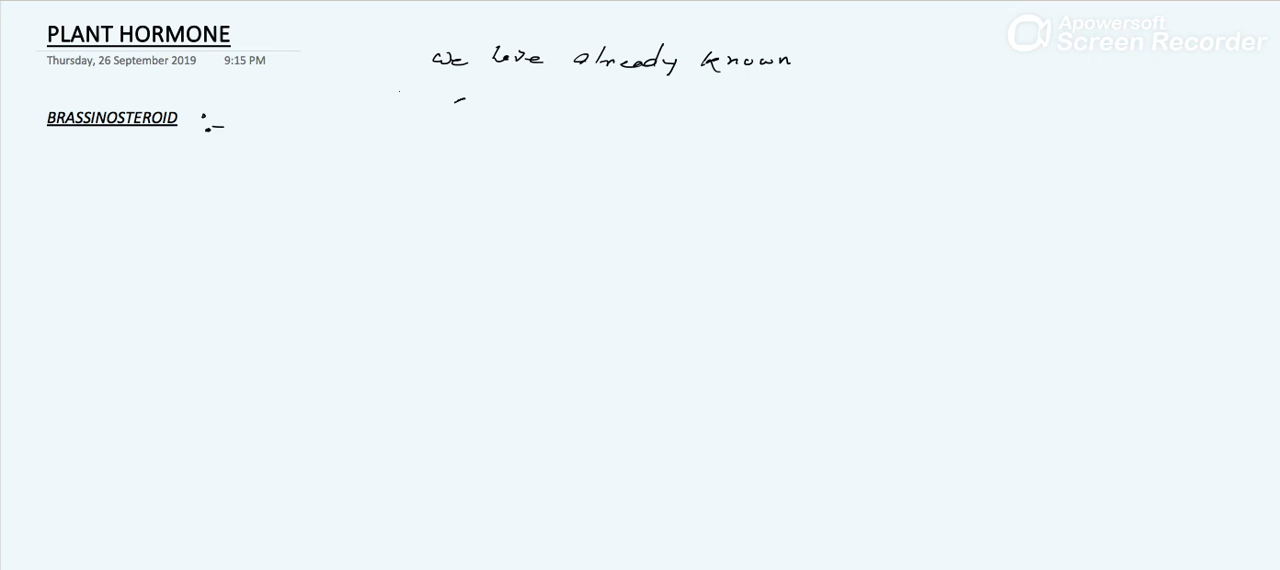 PLANT HORMONE
Thursday, 26 September 2019 9:15 PM
we have already known
BRASSINOSTEROID :-
Apowersoft
Screen Recorder